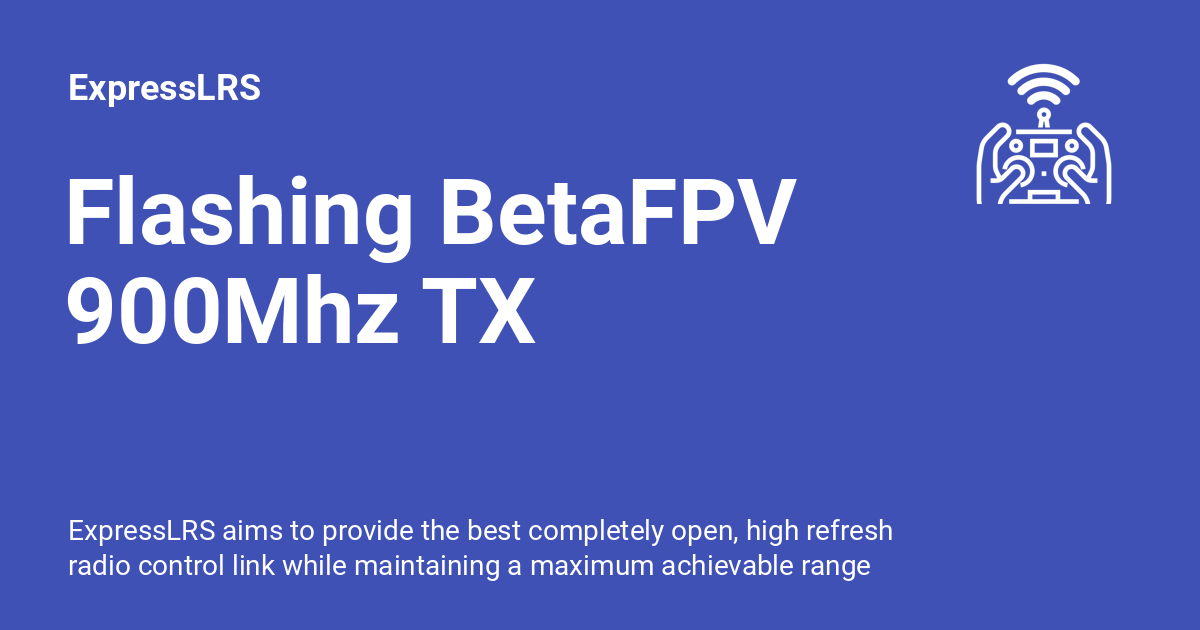 ExpressLRS
Flashing BetaFPV
900Mhz TX
ExpressLRS aims to provide the best completely open, high refresh
radio control link while maintaining a maximum achievable range